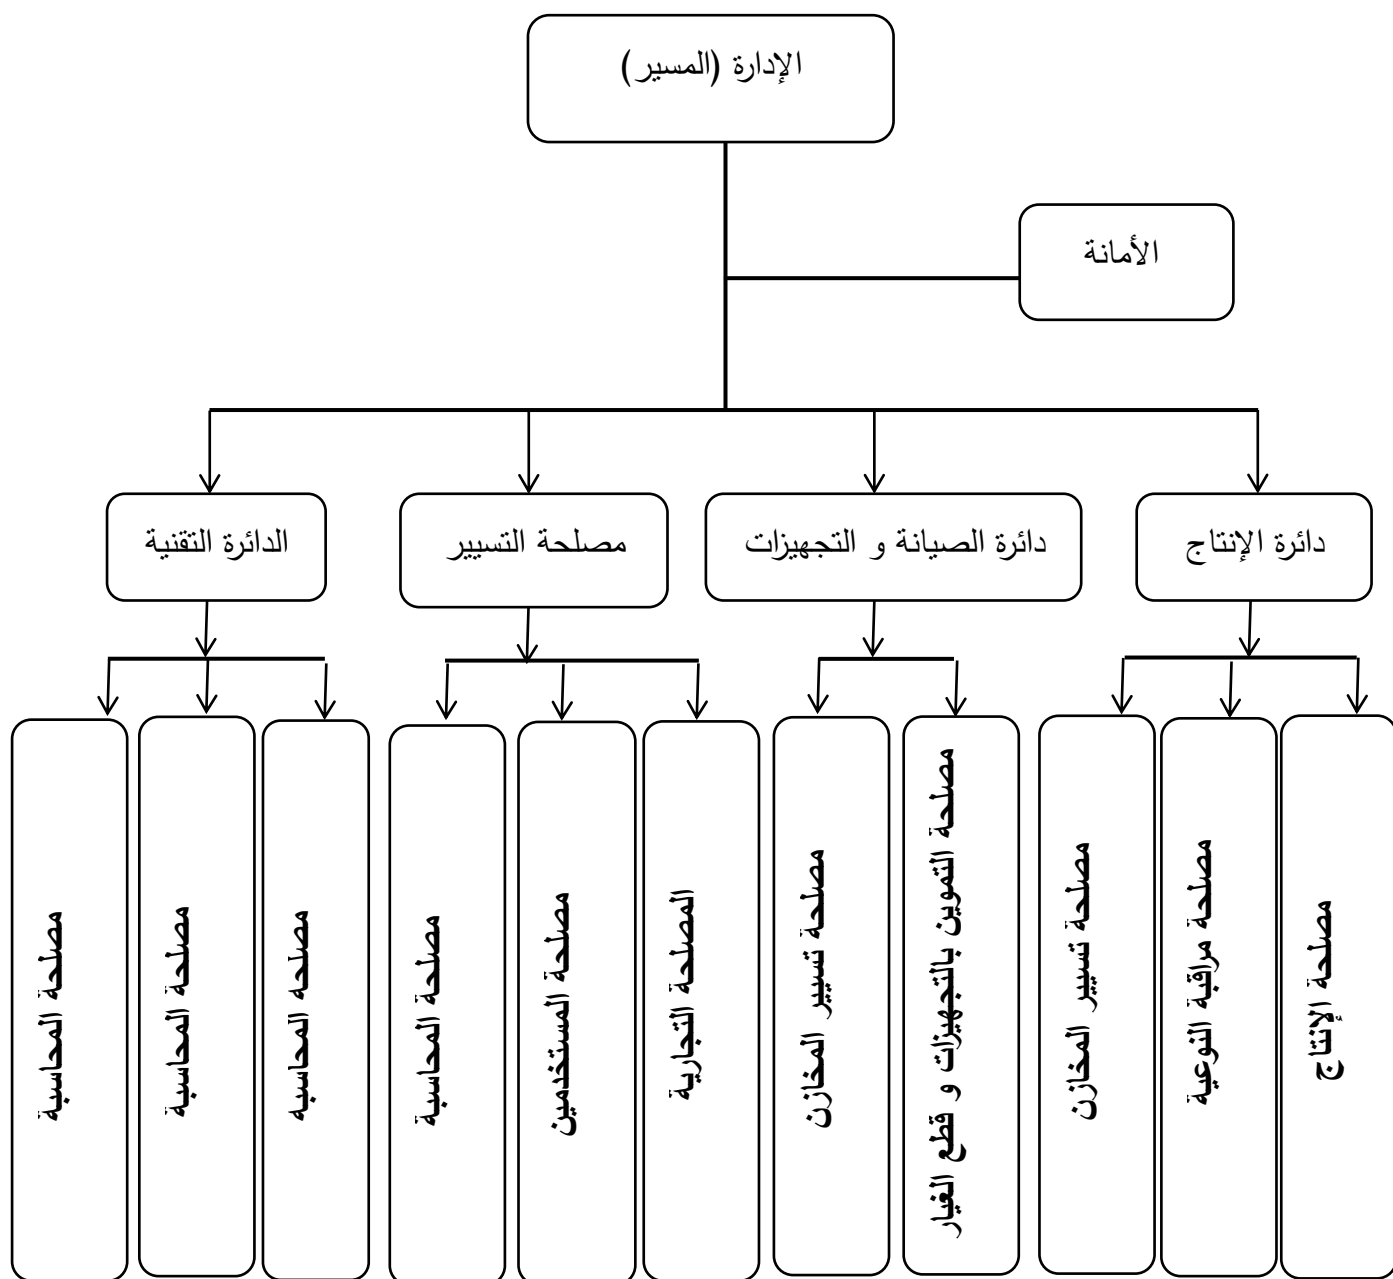 الإدارة (المسير)
الأمانة
دائرة الإنتاج
دائرة الصيانة و التجهيزات
مصلحة التسيير
الدائرة التقنية
مصلحة الإنتاج
مصلحة مراقبة النوعية
مصلحة تسيير المخازن
مصلحة التموين بالتجهيزات و قطع الغيار
مصلحة تسيير المخازن
المصلحة التجارية
مصلحة المستخدمين
مصلحة المحاسبة
مصلحه المحاسبه
مصلحة المحاسبة
مصلحة المحاسبة